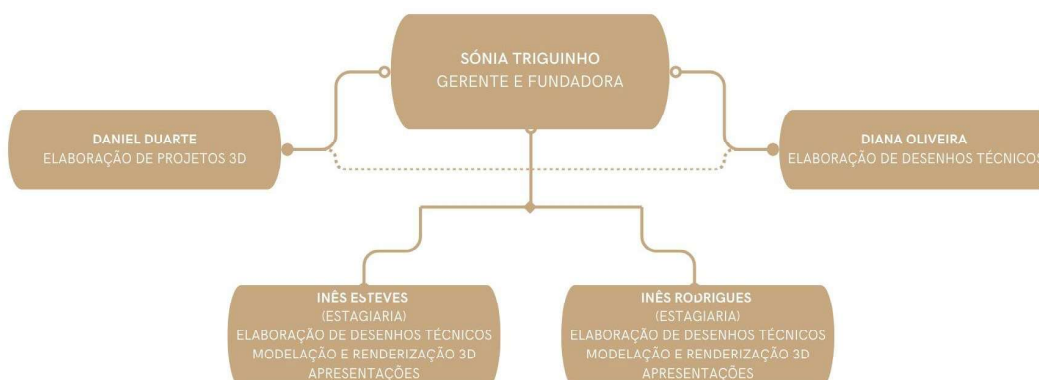 SÓNIA TRIGUINHO
GERENTE E FUNDADORA
DANIEL DUARTE
ELABORAÇÃO DE PROJETOS 3D
DIANA OLIVEIRA
ELABORAÇÃO DE DESENHOS TÉCNICOS
INÊS ESTEVES
(ESTAGIARIA)
ELABORAÇÃO DE DESENHOS TÉCNICOS
MODELAÇÃO E RENDERIZAÇÃO 3D
APRESENTAÇÕES
INÊS RODRIGUES
(ESTAGIARIA)
ELABORAÇÃO DE DESENHOS TÉCNICOS
MODELAÇÃO E RENDERIZAÇÃO 3D
APRESENTAÇÕES